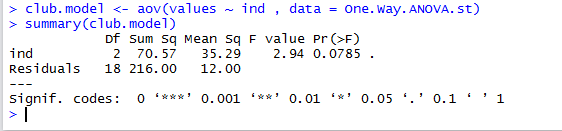 > club.model <- aov(values ~ ind , data = One.Way.ANOVA.st)
> summary(club.model)
            Df Sum Sq Mean Sq F value Pr(>F)
ind          2  70.57   35.29    2.94 0.0785 .
Residuals   18 216.00   12.00
---
Signif. codes:  0 ‘***’ 0.001 ‘**’ 0.01 ‘*’ 0.05 ‘.’ 0.1 ‘ ’ 1
>